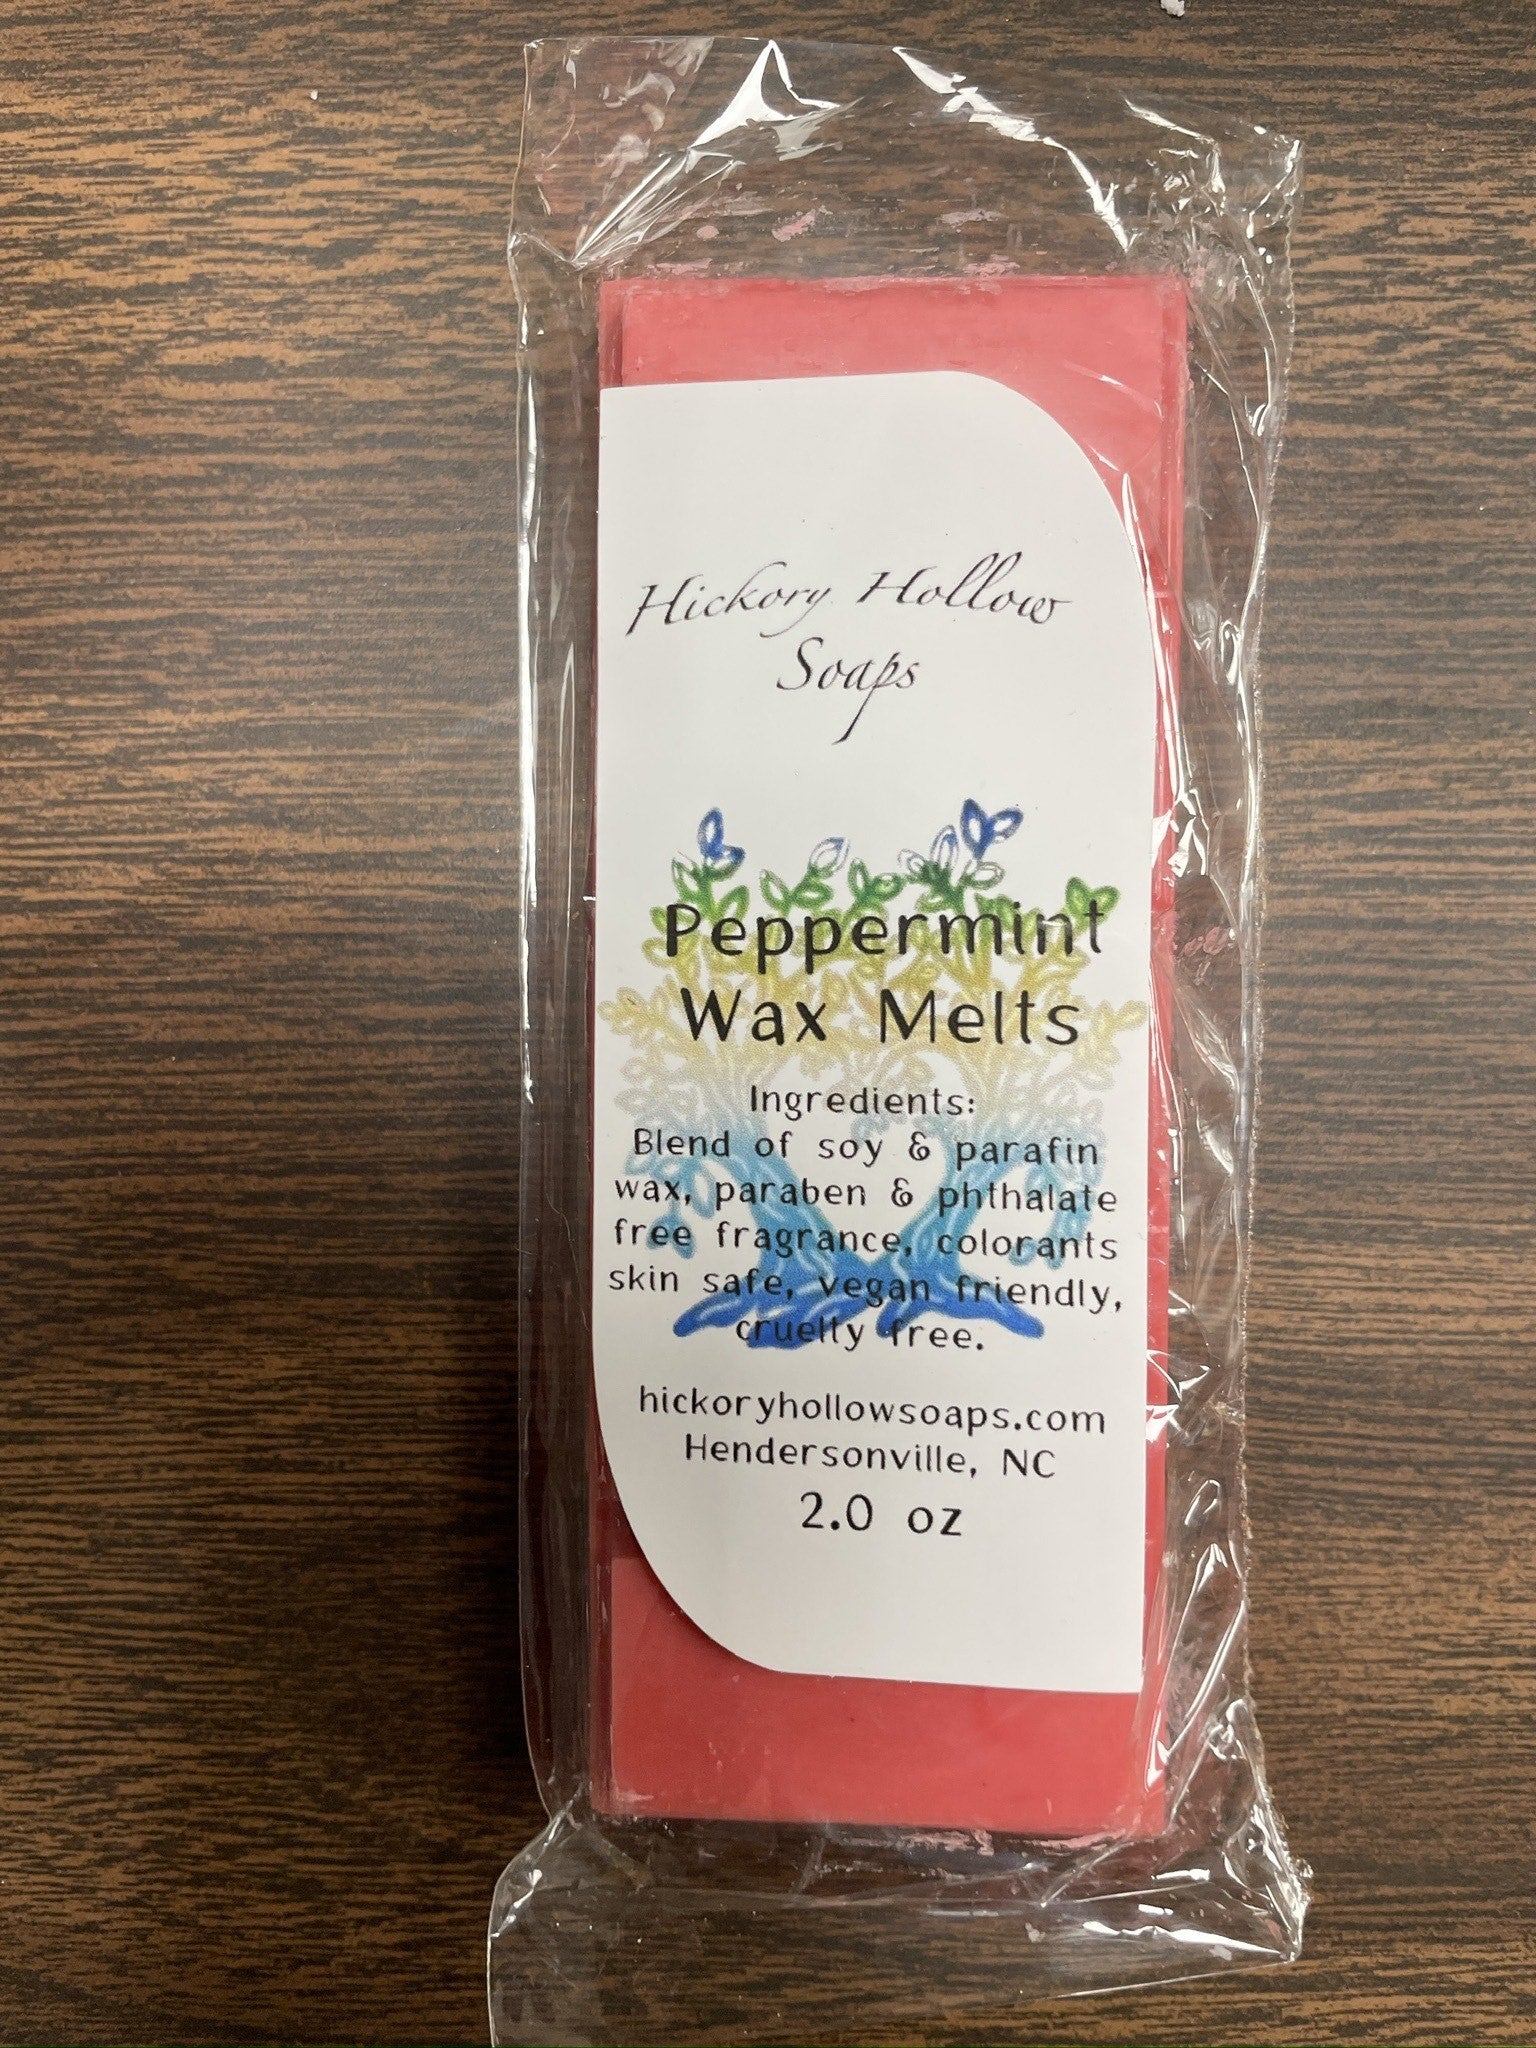 Hickory Hollow
Soaps
Peppermint
Wax Melts
Ingredients:
Blend of soy & parafin
wax, paraben & phthalate
free fragrance, colorants
skin safe, vegan friendly,
cruelty free.
hickoryhollowsoaps.com
Hendersonville, NC
2.0 oz